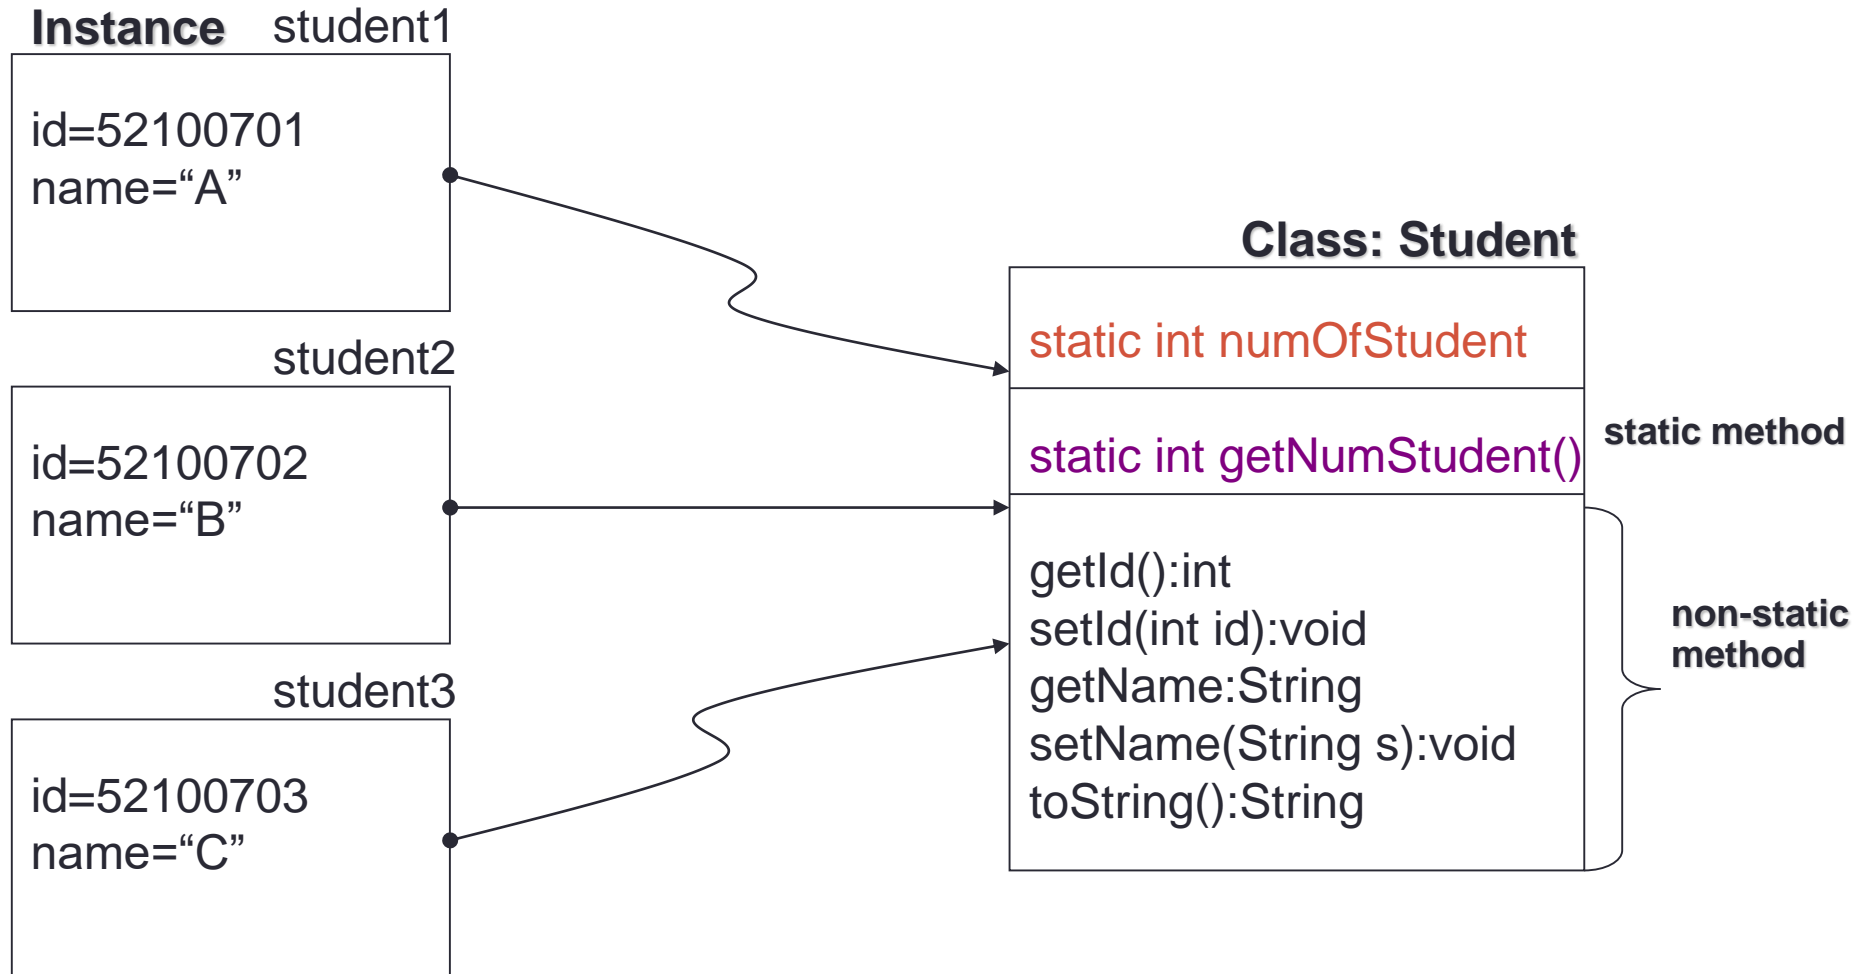 Instance student1
id=52100701
name=“A”
student2
id=52100702
name=“B”
student3
id=52100703
name=“C”
Class: Student
static int numOfStudent
static int getNumStudent()
static method
getId():int
setId(int id):void
getName:String
setName(String s):void
toString():String
non-static
method